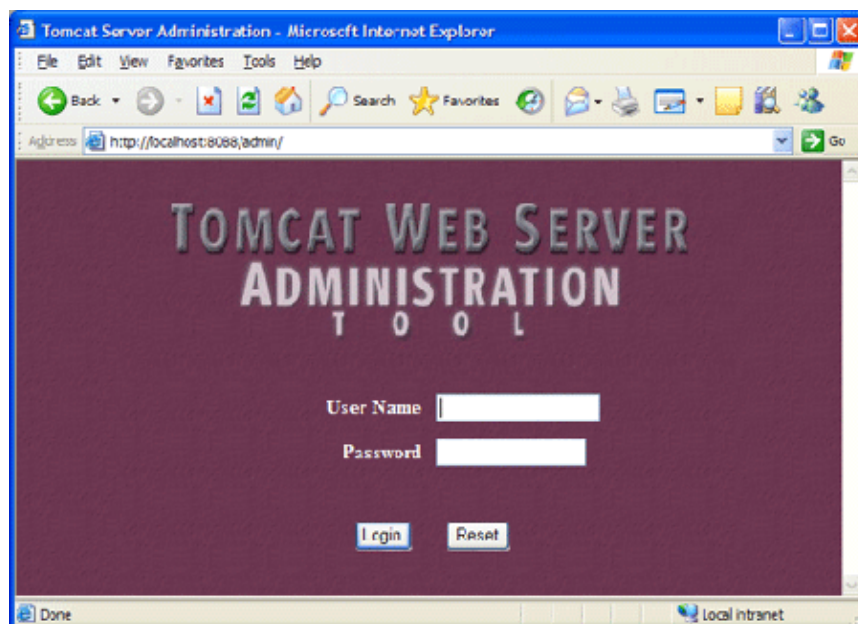 Tomcat Server Administration - Microsoft Internet Explorer
File Edit View Favorites Tools Help
Back Search Favorites
Address http://localhost:8088/admin/ Go
TOMCAT WEB SERVER
ADMINISTRATION
TOOL
User Name
Password
Login Reset
Done Local intranet